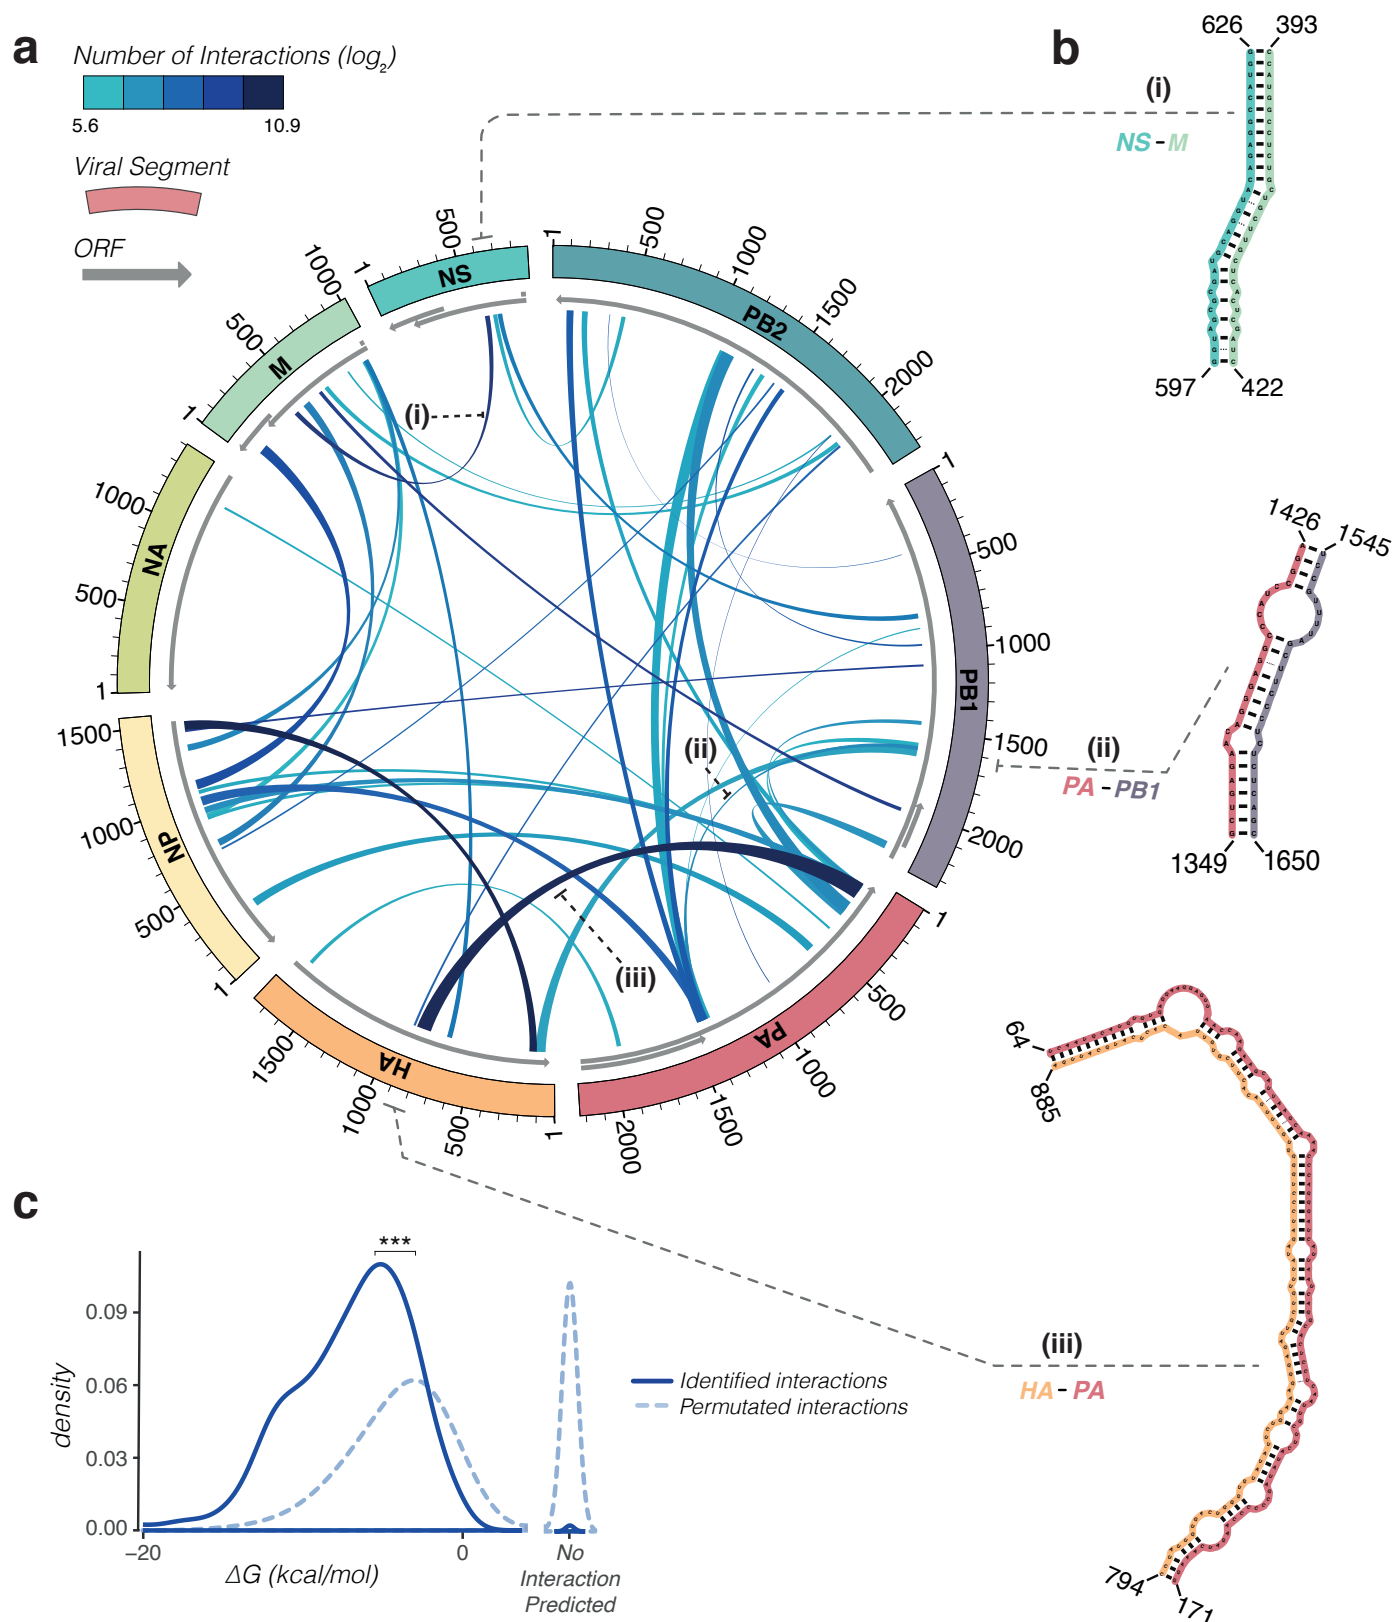 a
Number of Interactions (log2)
5.6 10.9
Viral Segment
ORF
NS
1
500
PB2
1
500
1000
1500
2000
PB1
1
500
1000
1500
2000
PA
1
500
1000
1500
2000
HA
1
500
1000
1500
NP
1
500
1000
1500
NA
1
500
1000
M
1
500
1000
(i)
(ii)
(iii)
b
(i)
NS - M
626 393
597 422
(ii)
PA - PB1
1426 1545
1349 1650
(iii)
HA - PA
64
885
794
171
c
***
density
0.09
0.06
0.03
0.00
−20 0
ΔG (kcal/mol)
No
Interaction
Predicted
Identified interactions
Permutated interactions